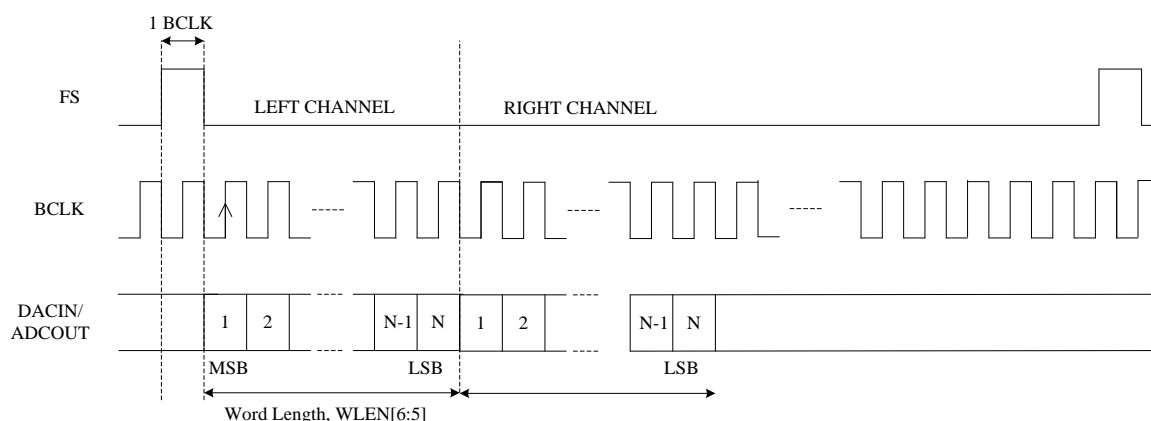 1 BCLK
FS
LEFT CHANNEL
RIGHT CHANNEL
BCLK
DACIN/
ADCOUT
1
2
N-1
N
1
2
N-1
N
MSB
LSB
LSB
Word Length, WLEN[6:5]